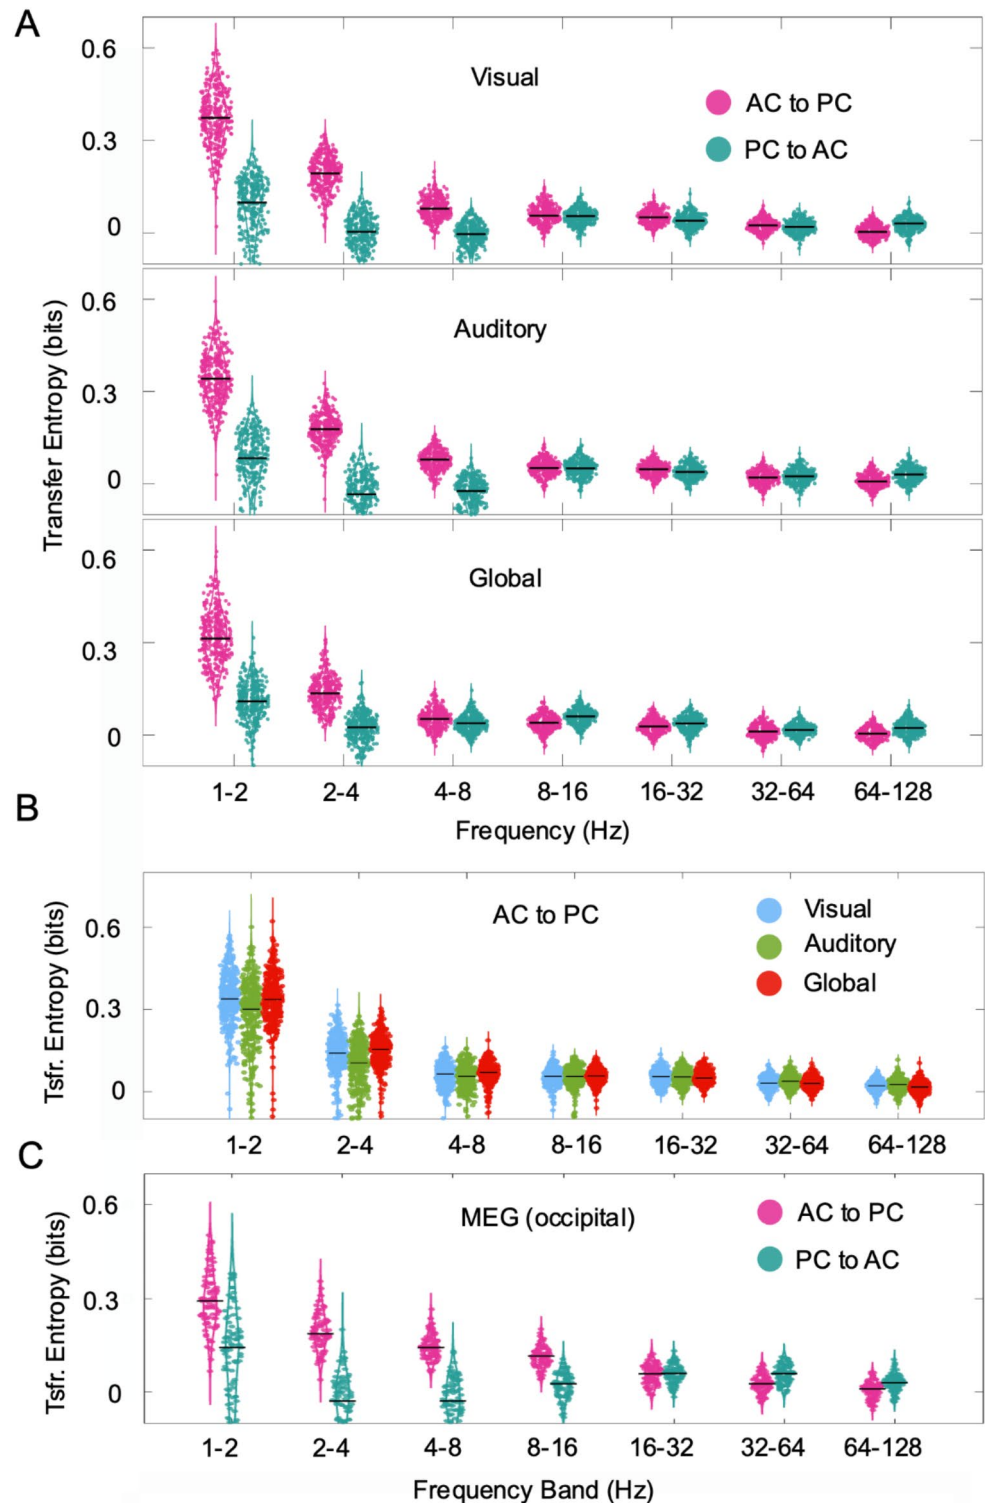 A
Transfer Entropy (bits)
0.6
0.3
0
Visual
AC to PC
PC to AC
0.6
0.3
0
Auditory
0.6
0.3
0
Global
1-2 2-4 4-8 8-16 16-32 32-64 64-128
Frequency (Hz)
B
Tsfr. Entropy (bits)
0.6
0.3
0
AC to PC
Visual
Auditory
Global
1-2 2-4 4-8 8-16 16-32 32-64 64-128
C
Tsfr. Entropy (bits)
0.6
0.3
0
MEG (occipital)
AC to PC
PC to AC
1-2 2-4 4-8 8-16 16-32 32-64 64-128
Frequency Band (Hz)